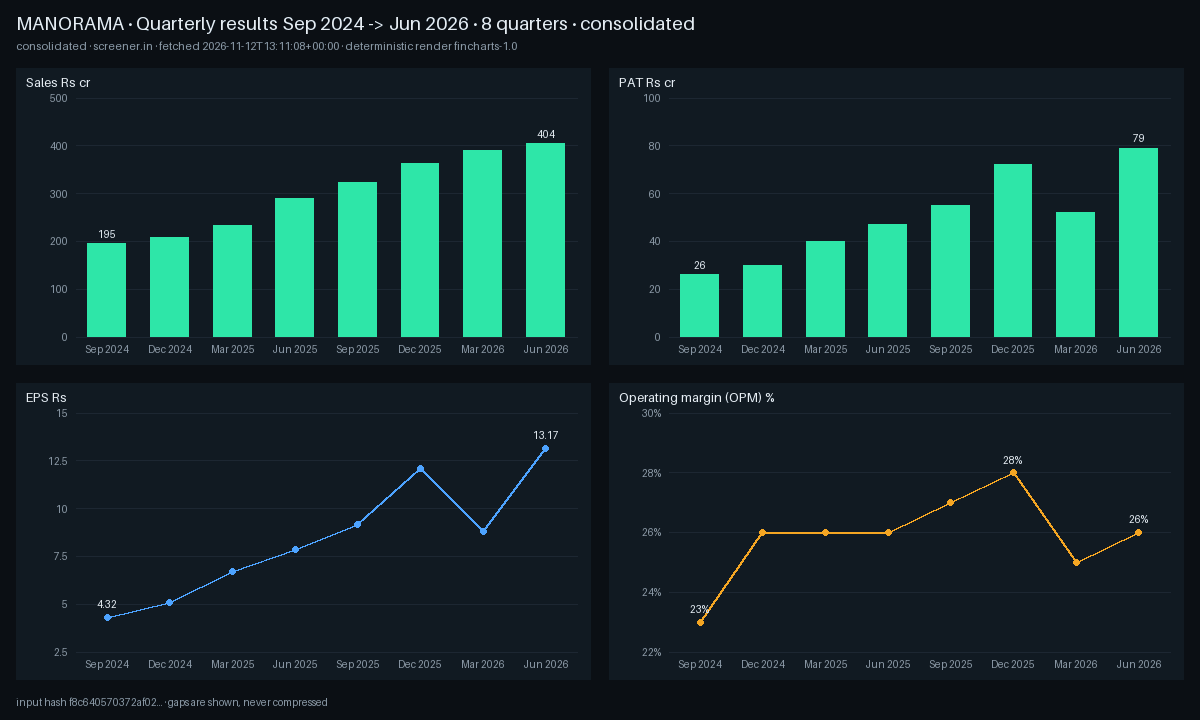 MANORAMA · Quarterly results Sep 2024 -> Jun 2026 · 8 quarters · consolidated
consolidated · screener.in · fetched 2026-11-12T13:11:08+00:00 · deterministic render fincharts-1.0
Sales Rs cr
500
400
300
200
100
0
195
404
Sep 2024 Dec 2024 Mar 2025 Jun 2025 Sep 2025 Dec 2025 Mar 2026 Jun 2026
PAT Rs cr
100
80
60
40
20
0
26
79
Sep 2024 Dec 2024 Mar 2025 Jun 2025 Sep 2025 Dec 2025 Mar 2026 Jun 2026
EPS Rs
15
12.5
10
7.5
5
2.5
4.32
13.17
Sep 2024 Dec 2024 Mar 2025 Jun 2025 Sep 2025 Dec 2025 Mar 2026 Jun 2026
Operating margin (OPM) %
30%
28%
26%
24%
22%
23%
28%
26%
Sep 2024 Dec 2024 Mar 2025 Jun 2025 Sep 2025 Dec 2025 Mar 2026 Jun 2026
input hash f8c640570372af02… · gaps are shown, never compressed